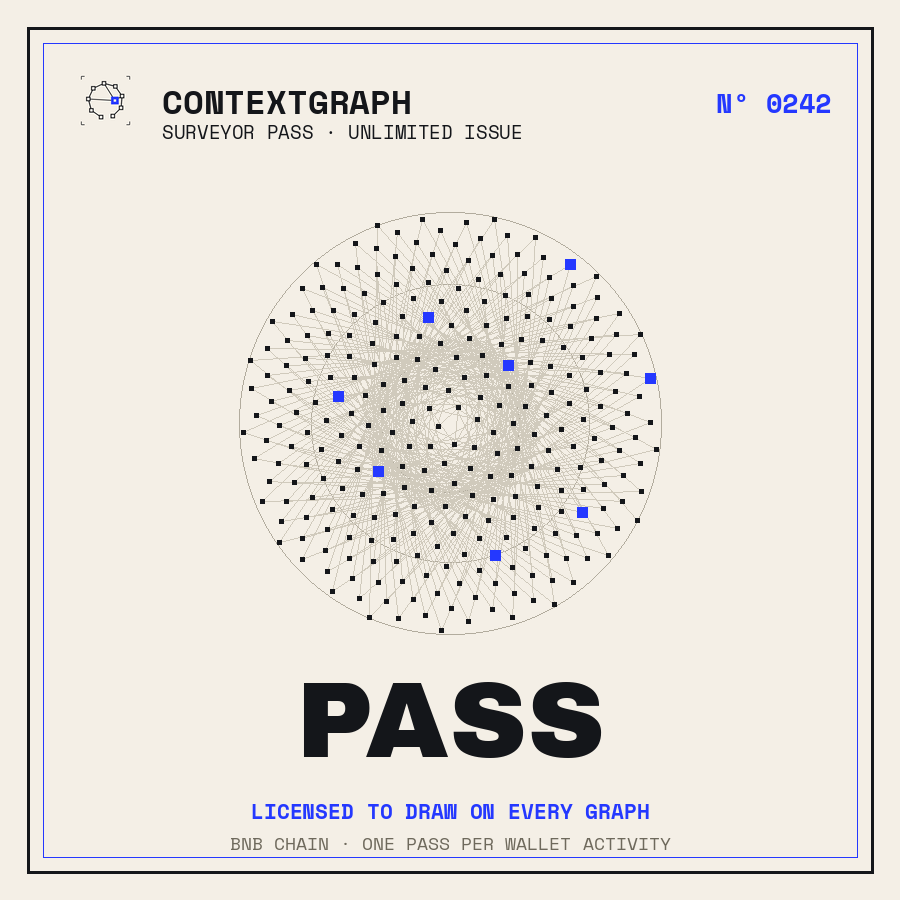 CONTEXTGRAPH
N° 0242
SURVEYOR PASS · UNLIMITED ISSUE
PASS
LICENSED TO DRAW ON EVERY GRAPH
BNB CHAIN · ONE PASS PER WALLET ACTIVITY